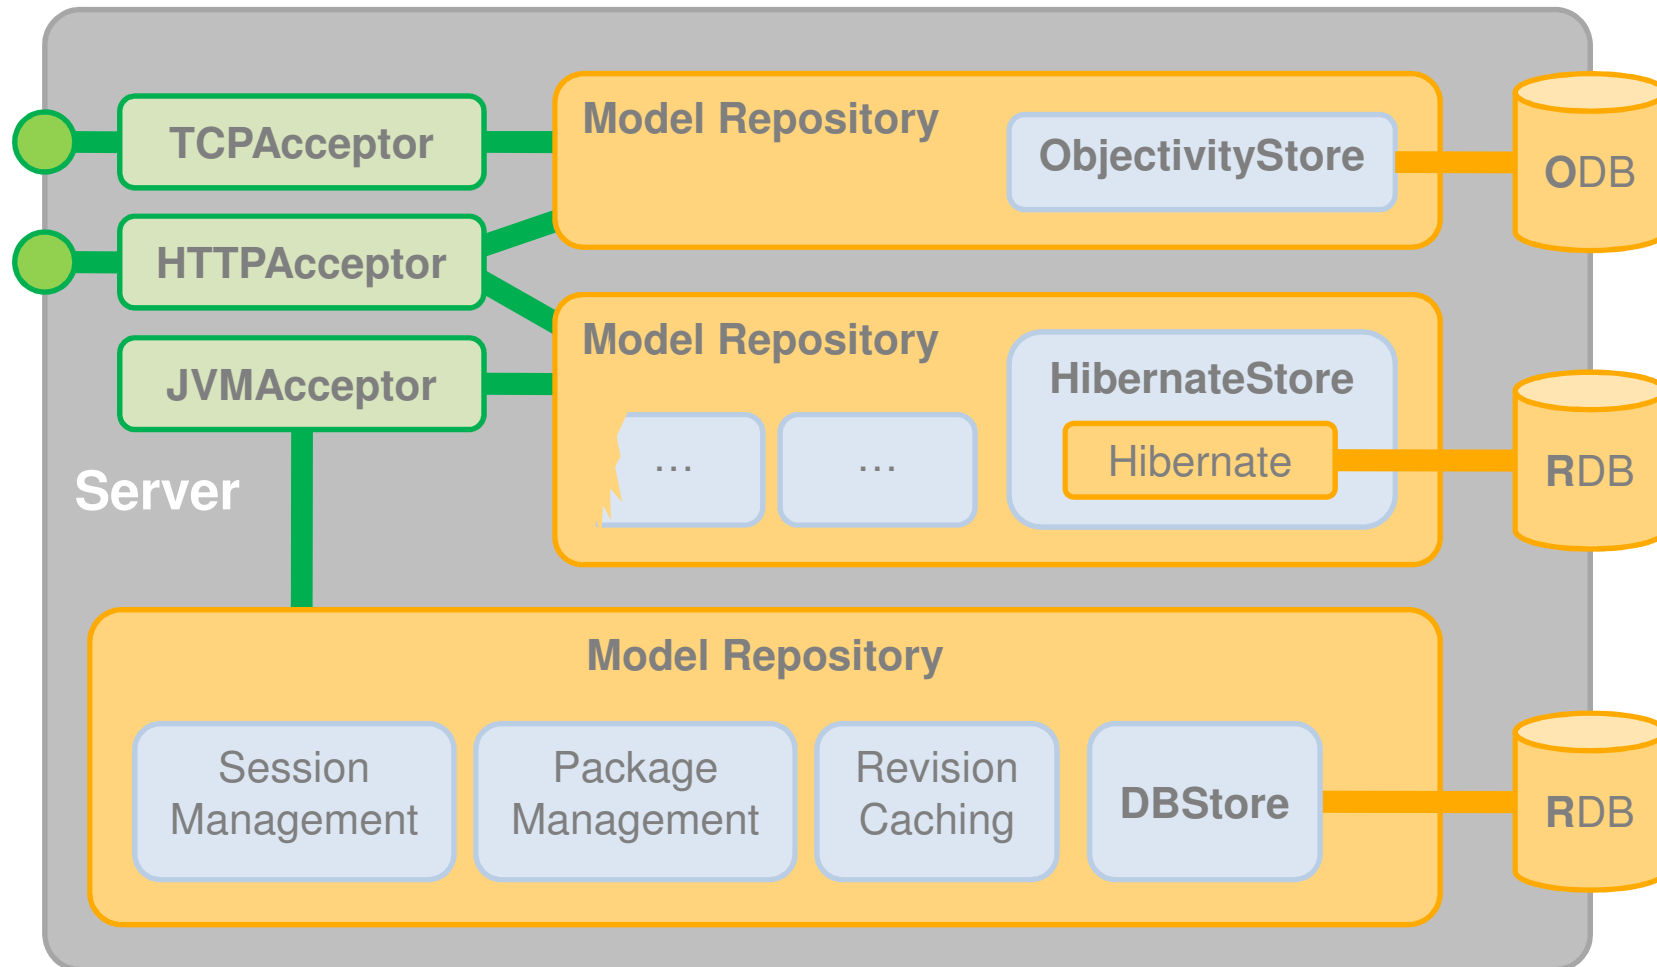 TCPAcceptor
HTTPAcceptor
JVMAcceptor
Server
Model Repository
ObjectivityStore
ODB
Model Repository
HibernateStore
Hibernate
...
...
RDB
Model Repository
Session
Management
Package
Management
Revision
Caching
DBStore
RDB